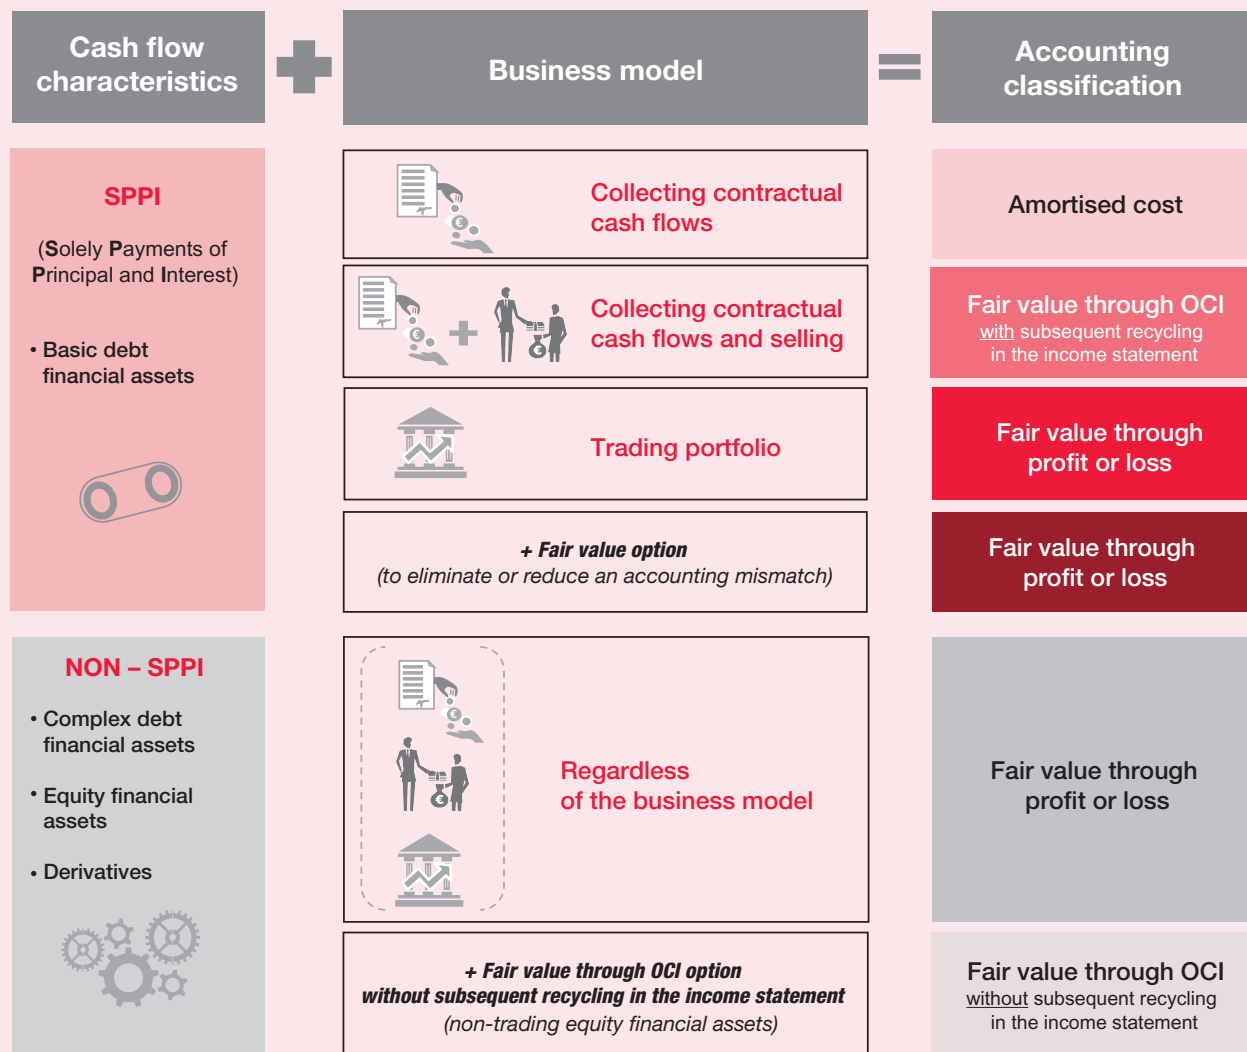 Cash flow
characteristics
Business model
Accounting
classification
SPPI
(Solely Payments of
Principal and Interest)
• Basic debt
financial assets
Collecting contractual
cash flows
Amortised cost
Collecting contractual
cash flows and selling
Fair value through OCI
with subsequent recycling
in the income statement
Trading portfolio
Fair value through
profit or loss
+ Fair value option
(to eliminate or reduce an accounting mismatch)
Fair value through
profit or loss
NON – SPPI
• Complex debt
financial assets
• Equity financial
assets
• Derivatives
Regardless
of the business model
Fair value through
profit or loss
+ Fair value through OCI option
without subsequent recycling in the income statement
(non-trading equity financial assets)
Fair value through OCI
without subsequent recycling
in the income statement